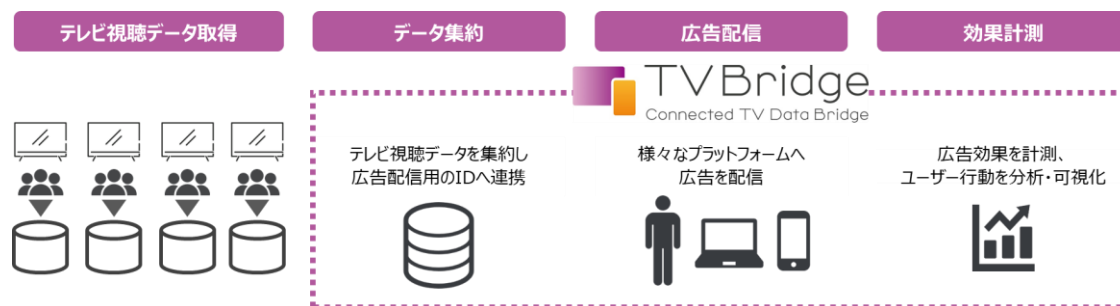 テレビ視聴データ取得
データ集約
広告配信
効果計測
TVBridge
Connected TV Data Bridge
テレビ視聴データを集約し
広告配信用のIDへ連携
様々なプラットフォームへ
広告を配信
広告効果を計測、
ユーザー行動を分析・可視化